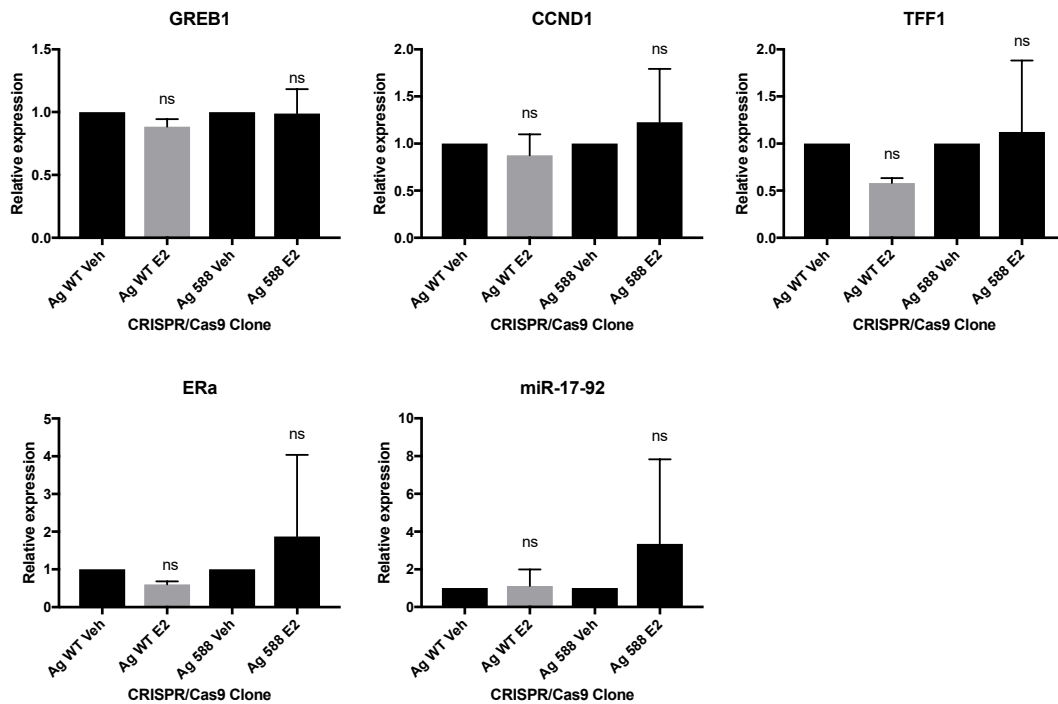 GREB1
Relative expression
1.5
1.0
0.5
0.0
ns
ns
Ag WT Veh
Ag WT E2
Ag 588 Veh
Ag 588 E2
CRISPR/Cas9 Clone
CCND1
Relative expression
2.0
1.5
1.0
0.5
0.0
ns
ns
Ag WT Veh
Ag WT E2
Ag 588 Veh
Ag 588 E2
CRISPR/Cas9 Clone
TFF1
Relative expression
2.0
1.5
1.0
0.5
0.0
ns
ns
Ag WT Veh
Ag WT E2
Ag 588 Veh
Ag 588 E2
CRISPR/Cas9 Clone
ERa
Relative expression
5
4
3
2
1
0
ns
ns
Ag WT Veh
Ag WT E2
Ag 588 Veh
Ag 588 E2
CRISPR/Cas9 Clone
miR-17-92
Relative expression
10
8
6
4
2
0
ns
ns
Ag WT Veh
Ag WT E2
Ag 588 Veh
Ag 588 E2
CRISPR/Cas9 Clone